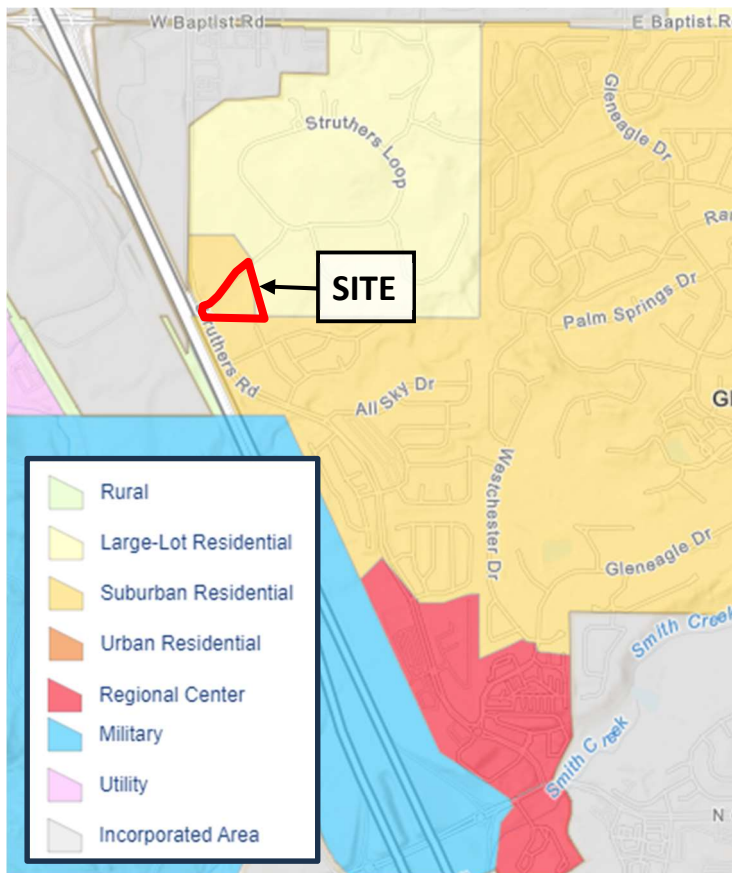 W Baptist Rd
E Baptist R
Struthers Loop
Gleneagle Dr
Ra
SITE
Palm Springs Dr
Struthers Rd
All Sky Dr
Gl
Westchester Dr
Gleneagle Dr
Smith Creek
Smith Creek
N
Rural
Large-Lot Residential
Suburban Residential
Urban Residential
Regional Center
Military
Utility
Incorporated Area